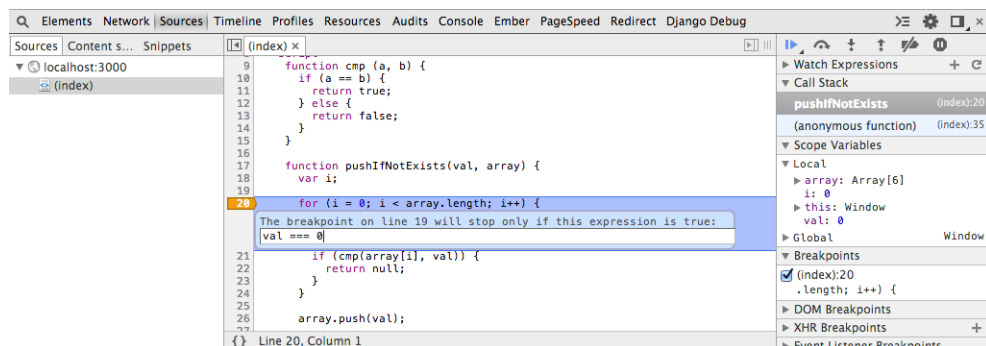 Elements Network Sources Timeline Profiles Resources Audits Console Ember PageSpeed Redirect Django Debug
Sources Content s... Snippets
localhost:3000
(index)
(index) ×
9 function cmp (a, b) {
10 if (a == b) {
11 return true;
12 } else {
13 return false;
14 }
15 }
16
17 function pushIfNotExists(val, array) {
18 var i;
19
20 for (i = 0; i < array.length; i++) {
The breakpoint on line 19 will stop only if this expression is true:
val === 0
21 if (cmp(array[i], val)) {
22 return null;
23 }
24 }
25
26 array.push(val);
27
{} Line 20, Column 1
Watch Expressions
Call Stack
pushIfNotExists (index):20
(anonymous function) (index):35
Scope Variables
Local
array: Array[6]
i: 0
this: Window
val: 0
Global Window
Breakpoints
(index):20
.length; i++) {
DOM Breakpoints
XHR Breakpoints
Event Listener Breakpoints